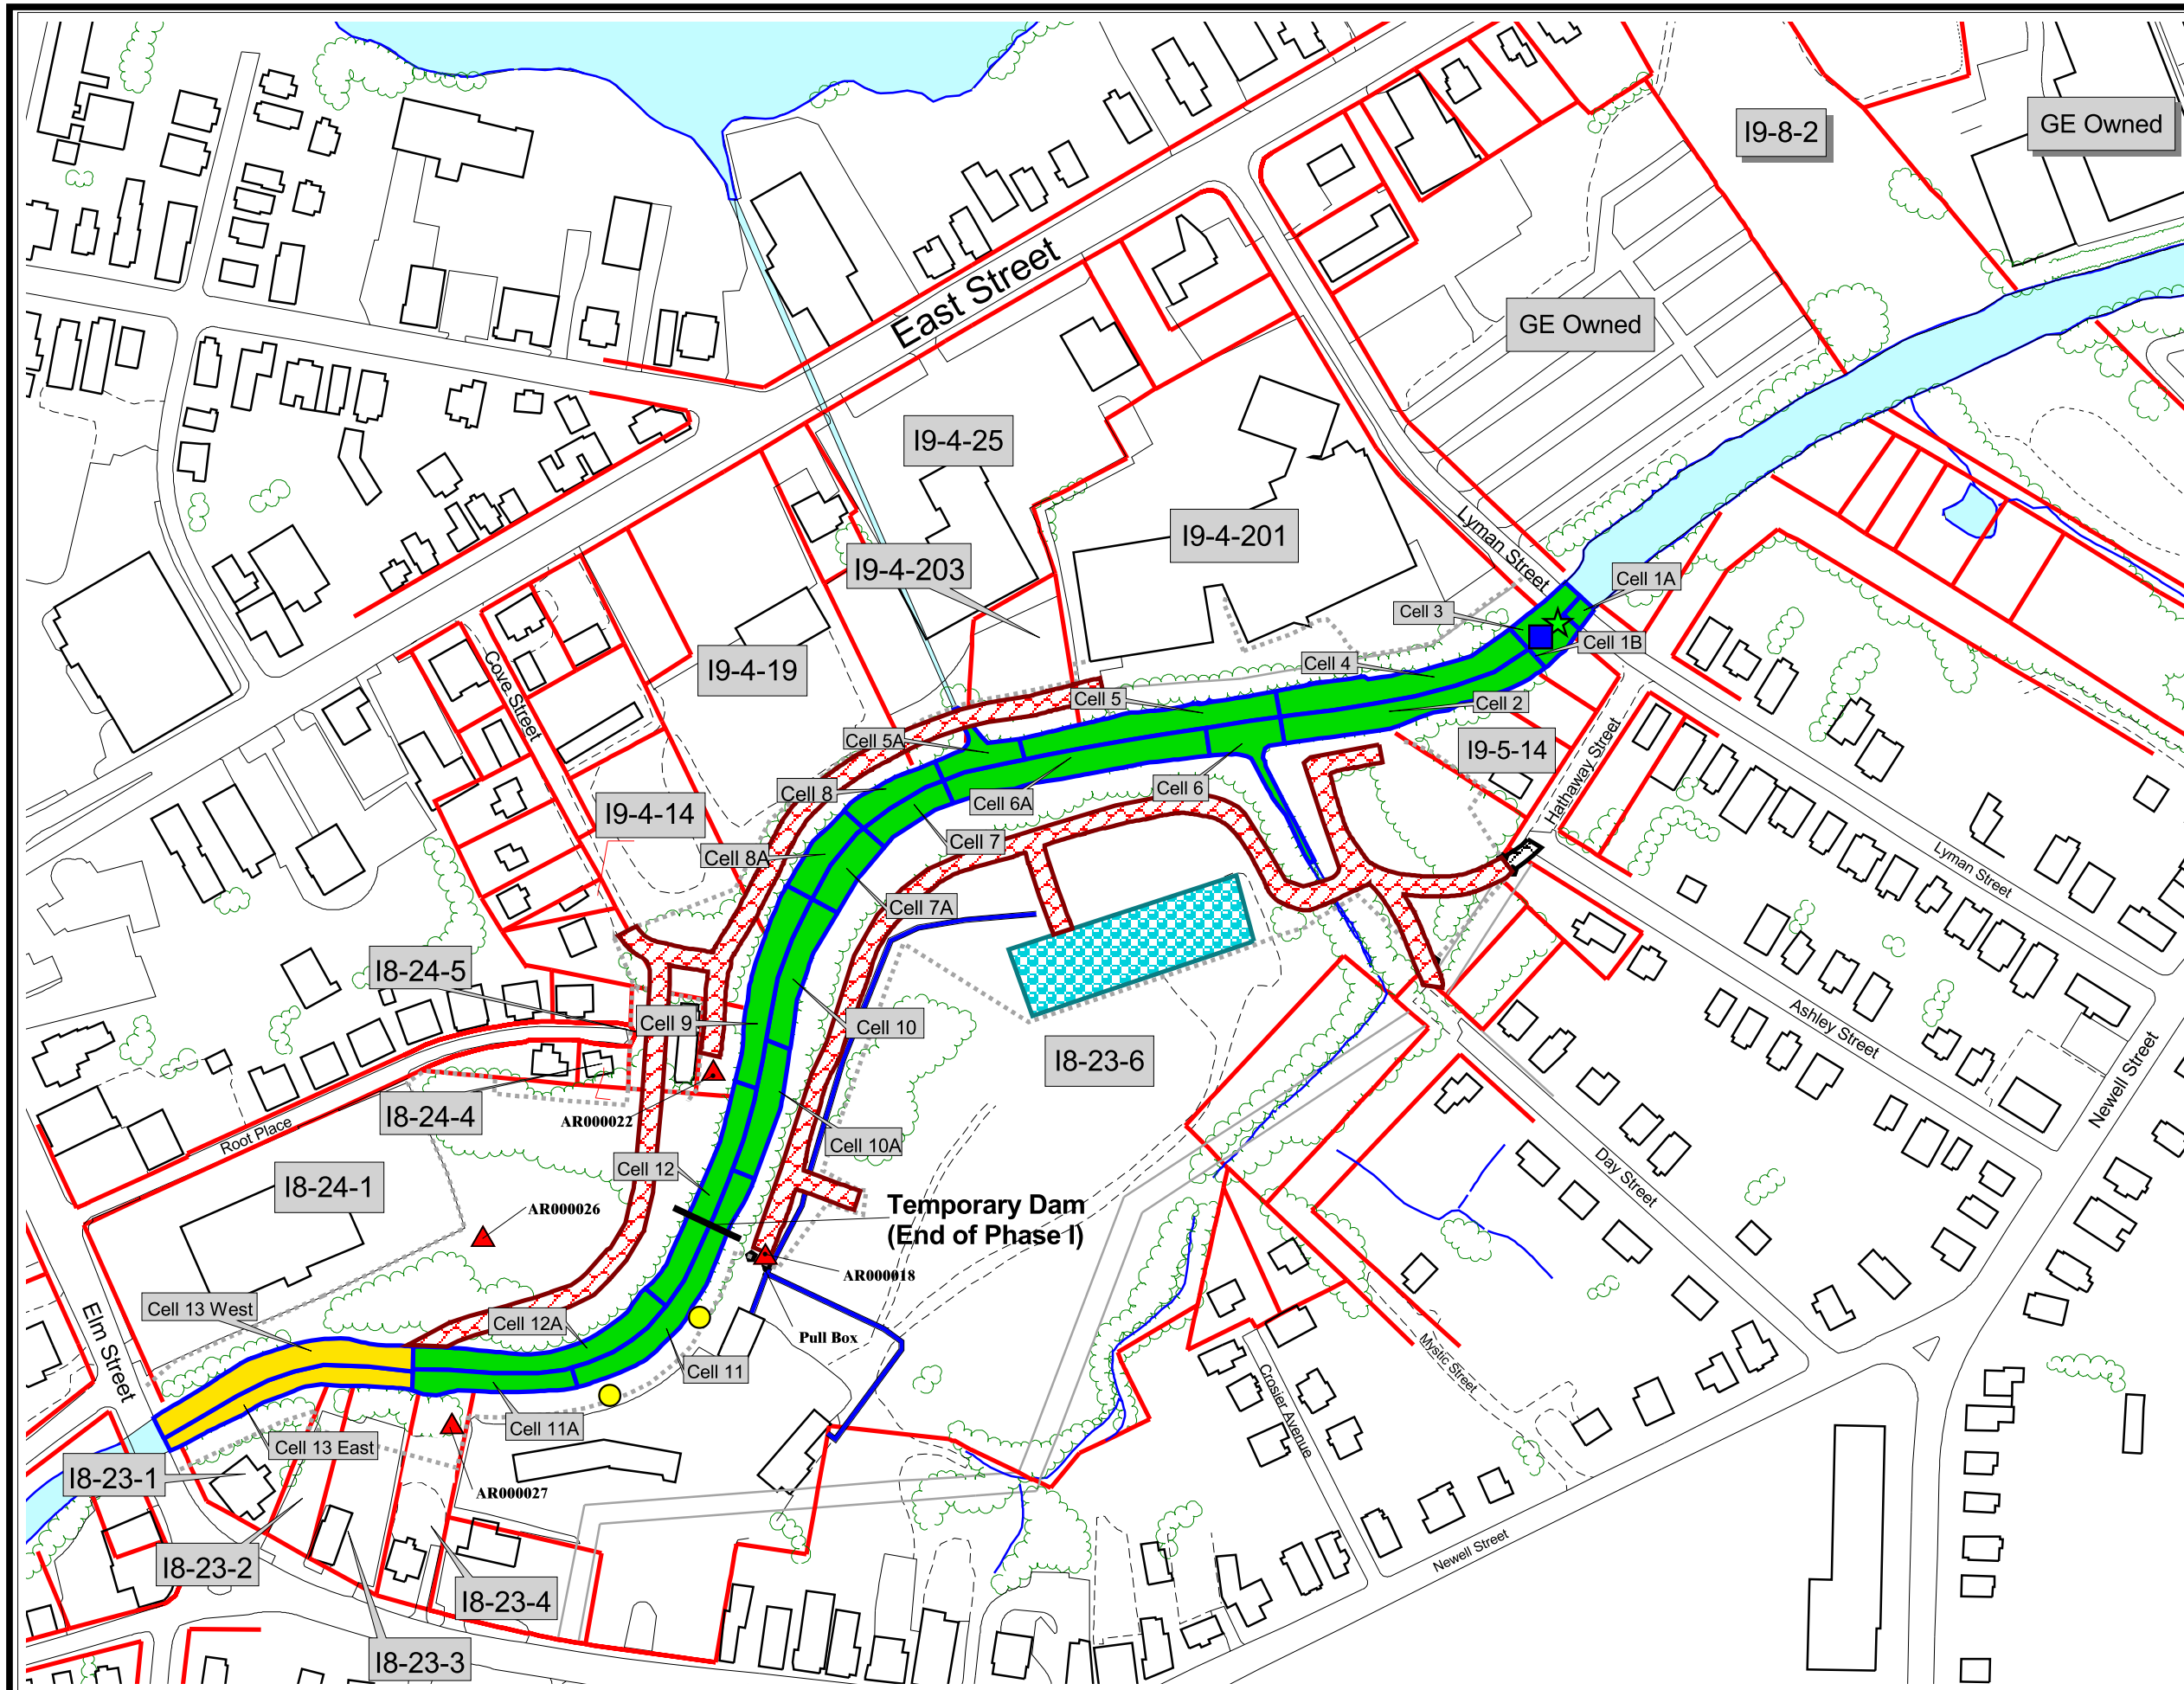 GE Owned
I9-8-2
East Street
GE Owned
I9-4-25
I9-4-201
Lyman Street
I9-4-203
Cell 1A
Cell 3
Cell 1B
Cove Street
I9-4-19
Cell 4
Cell 5
Cell 2
Cell 5A
I9-5-14
Hathaway Street
Cell 8
Cell 6A
Cell 6
I9-4-14
Cell 7
Cell 8A
Lyman Street
Cell 7A
I8-24-5
Cell 9
Cell 10
Ashley Street
I8-23-6
I8-24-4
AR000022
Root Place
Cell 10A
Newell Street
Cell 12
I8-24-1
Day Street
AR000026
Temporary Dam
(End of Phase I)
AR000018
Cell 13 West
Elm Street
Cell 12A
Pull Box
Mystic Street
Cell 11
Crosier Avenue
Cell 11A
Cell 13 East
I8-23-1
AR000027
Newell Street
I8-23-2
I8-23-4
I8-23-3